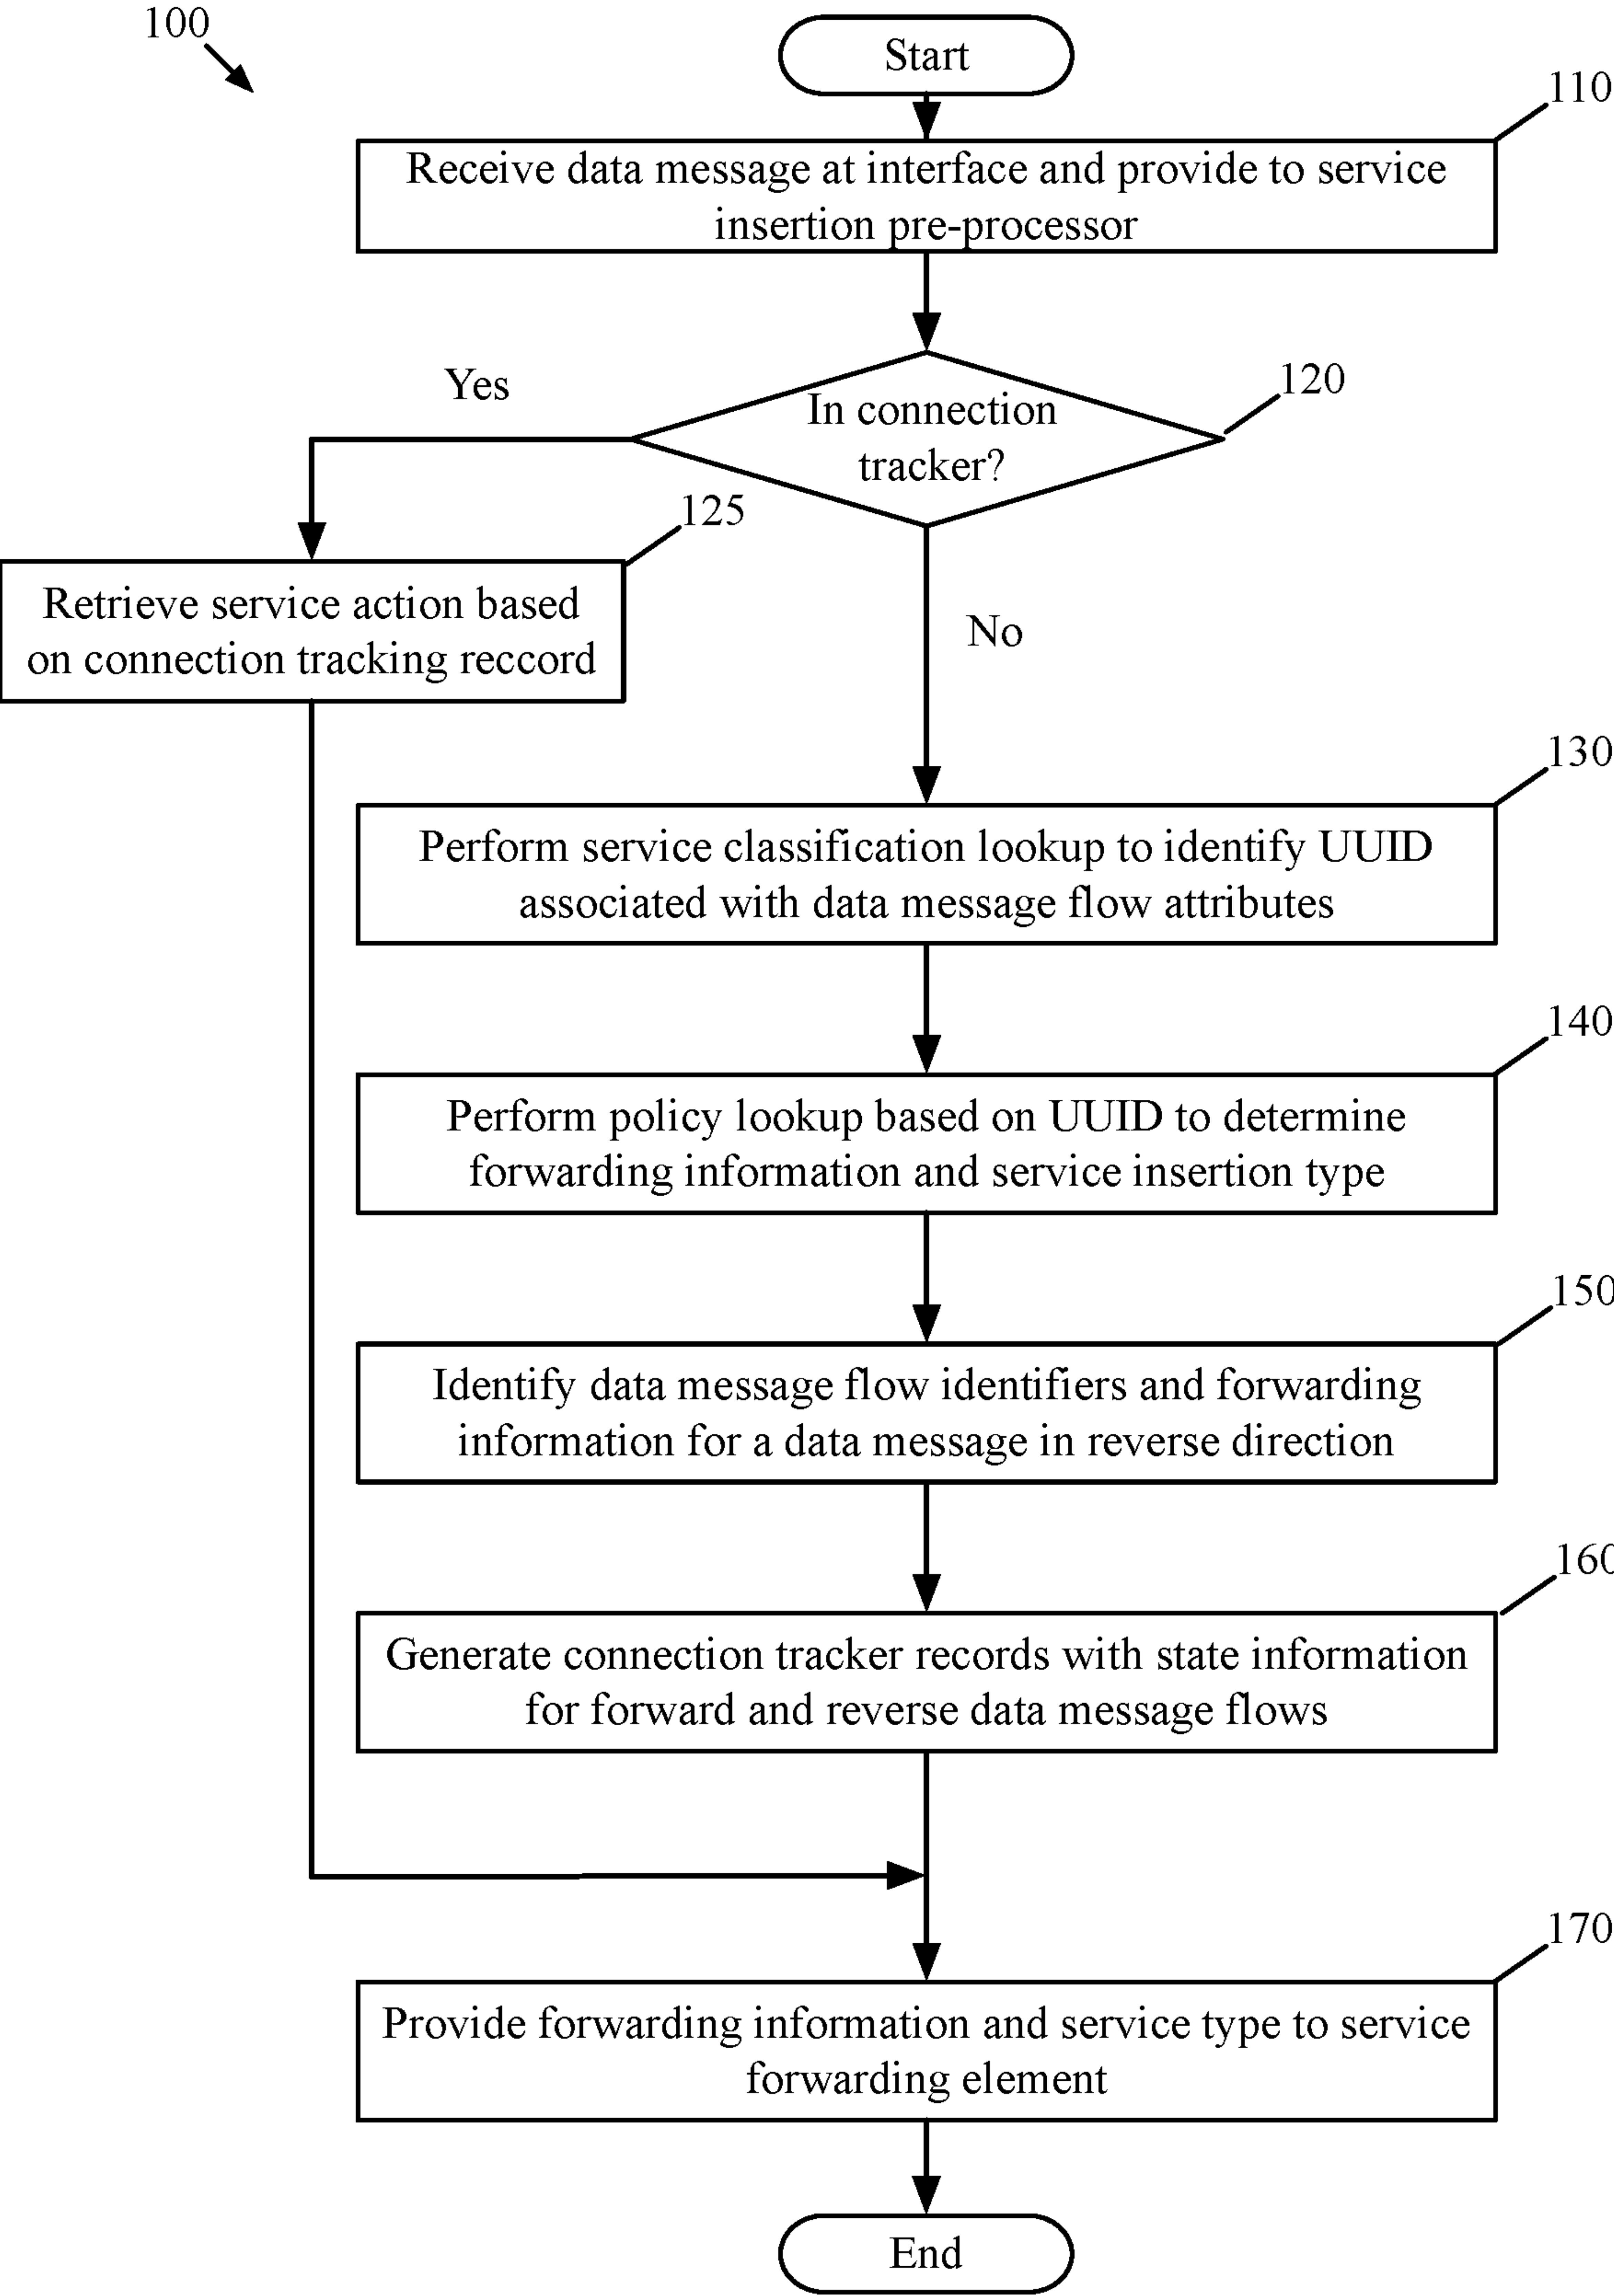 100
Start
110
Receive data message at interface and provide to service
insertion pre-processor
Yes
120
In connection
tracker?
125
Retrieve service action based
on connection tracking reccord
No
130
Perform service classification lookup to identify UUID
associated with data message flow attributes
140
Perform policy lookup based on UUID to determine
forwarding information and service insertion type
150
Identify data message flow identifiers and forwarding
information for a data message in reverse direction
160
Generate connection tracker records with state information
for forward and reverse data message flows
170
Provide forwarding information and service type to service
forwarding element
End